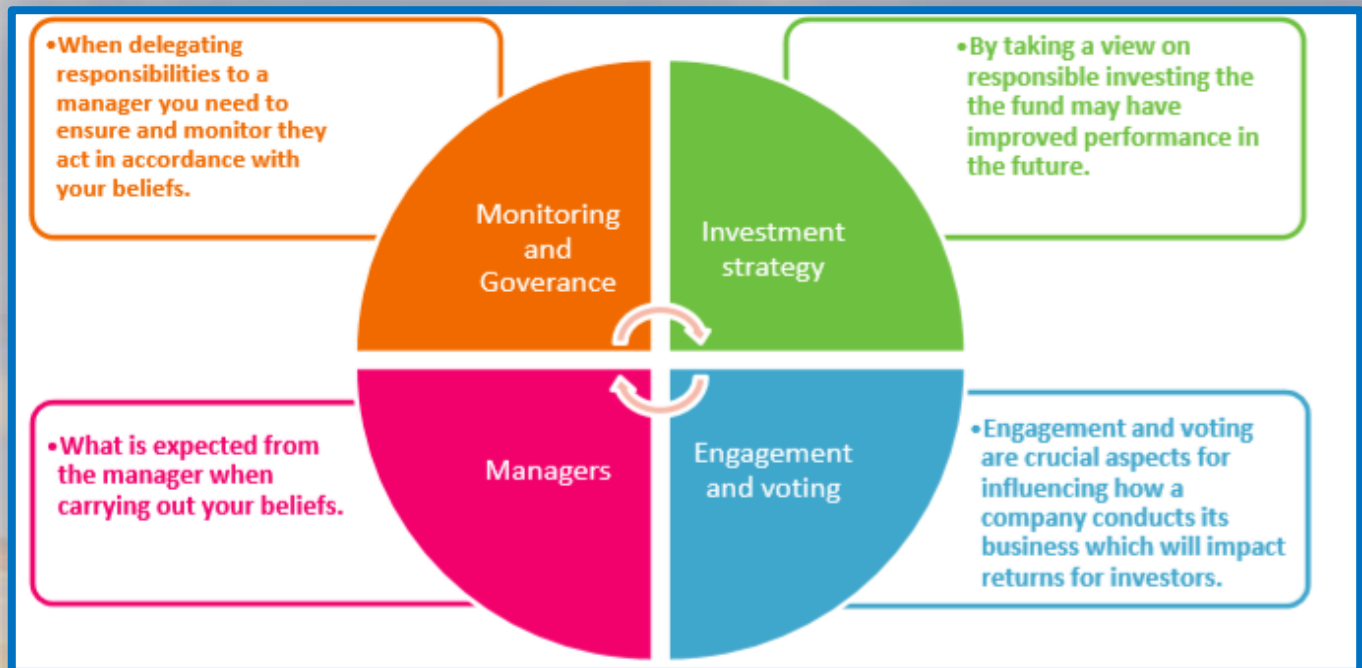 •When delegating
responsibilities to a
manager you need to
ensure and monitor they
act in accordance with
your beliefs.
•By taking a view on
responsible investing the
the fund may have
improved performance in
the future.
Monitoring
and
Goverance
Investment
strategy
•What is expected from
the manager when
carrying out your beliefs.
Managers
Engagement
and voting
•Engagement and voting
are crucial aspects for
influencing how a
company conducts its
business which will impact
returns for investors.